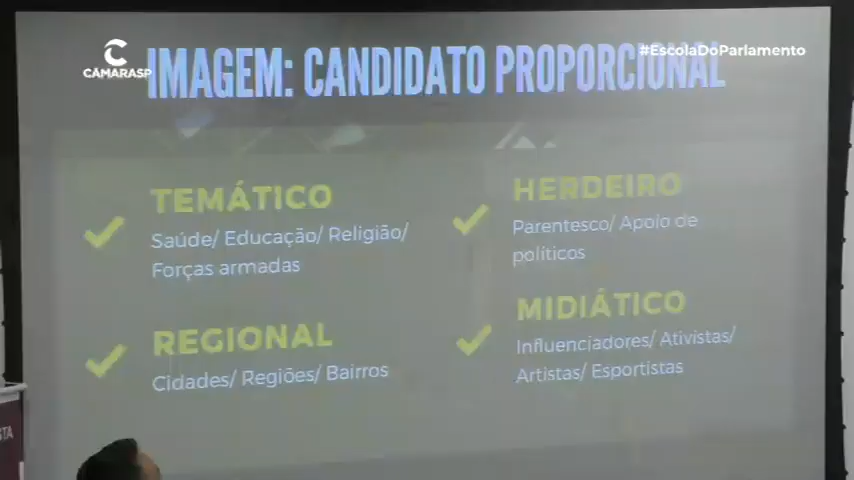 CAMARASP
#EscolaDoParlamento
IMAGEM: CANDIDATO PROPORCIONAL
TEMÁTICO
Saúde/ Educação/ Religião/
Forças armadas
HERDEIRO
Parentesco/ Apoio de
políticos
REGIONAL
Cidades/ Regiões/ Bairros
MIDIÁTICO
Influenciadores/ Ativistas/
Artistas/ Esportistas
STA